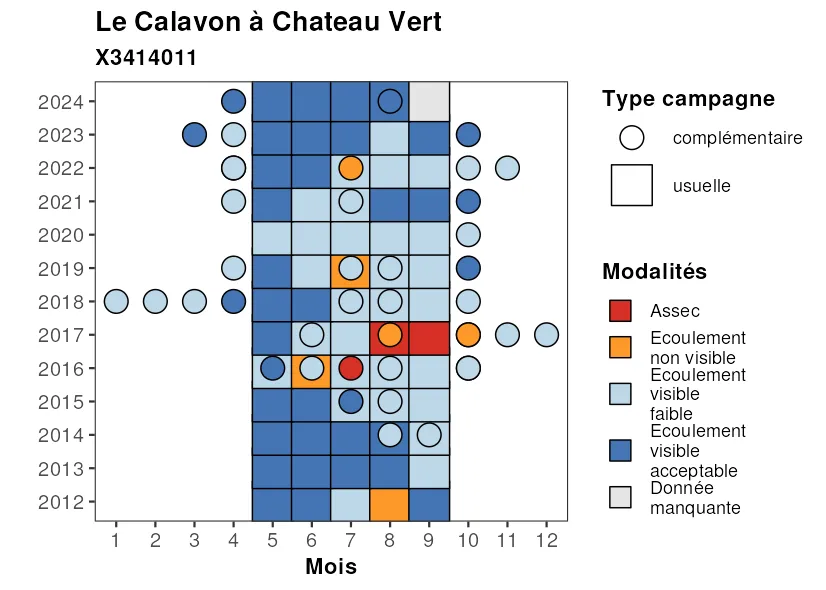 Le Calavon à Chateau Vert
X3414011
2024
2023
2022
2021
2020
2019
2018
2017
2016
2015
2014
2013
2012
1 2 3 4 5 6 7 8 9 10 11 12
Mois
Type campagne
complémentaire
usuelle
Modalités
Assec
Ecoulement
non visible
Ecoulement
visible
faible
Ecoulement
visible
acceptable
Donnée
manquante